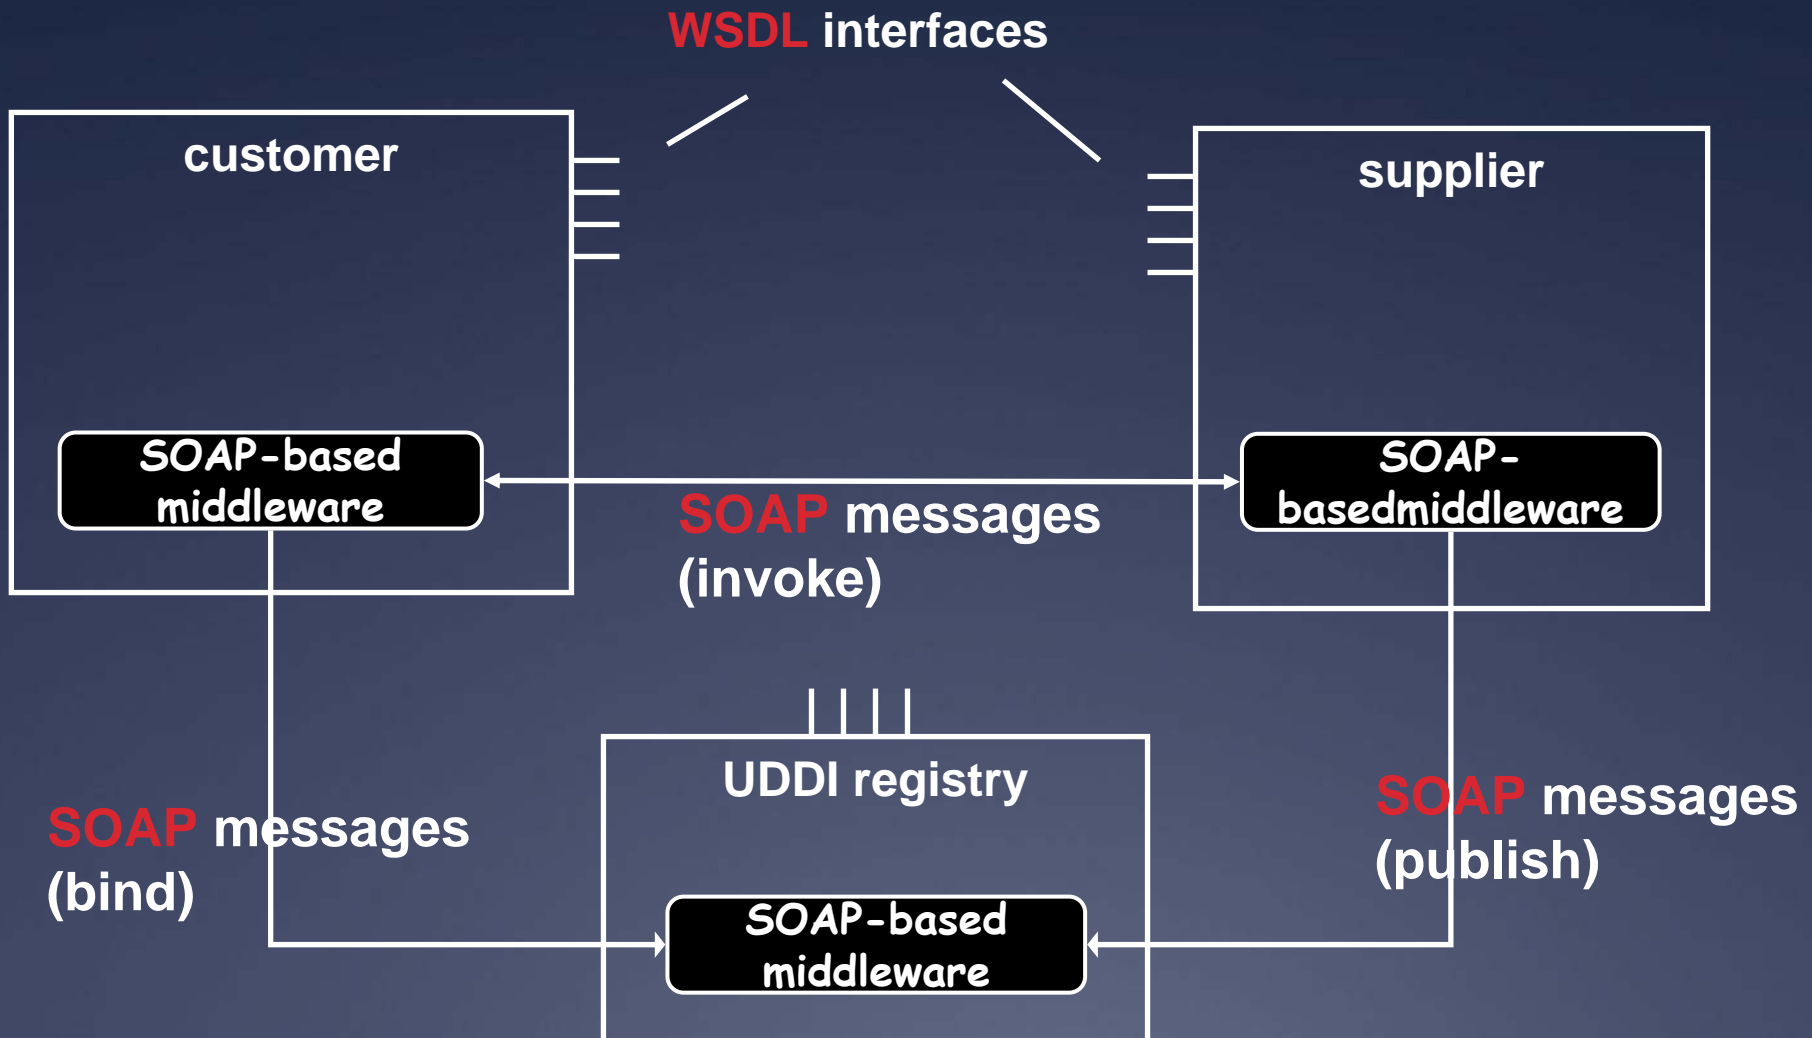 WSDL interfaces
customer
supplier
SOAP-based
middleware
SOAP-
basedmiddleware
SOAP messages
(invoke)
UDDI registry
SOAP messages
(bind)
SOAP messages
(publish)
SOAP-based
middleware